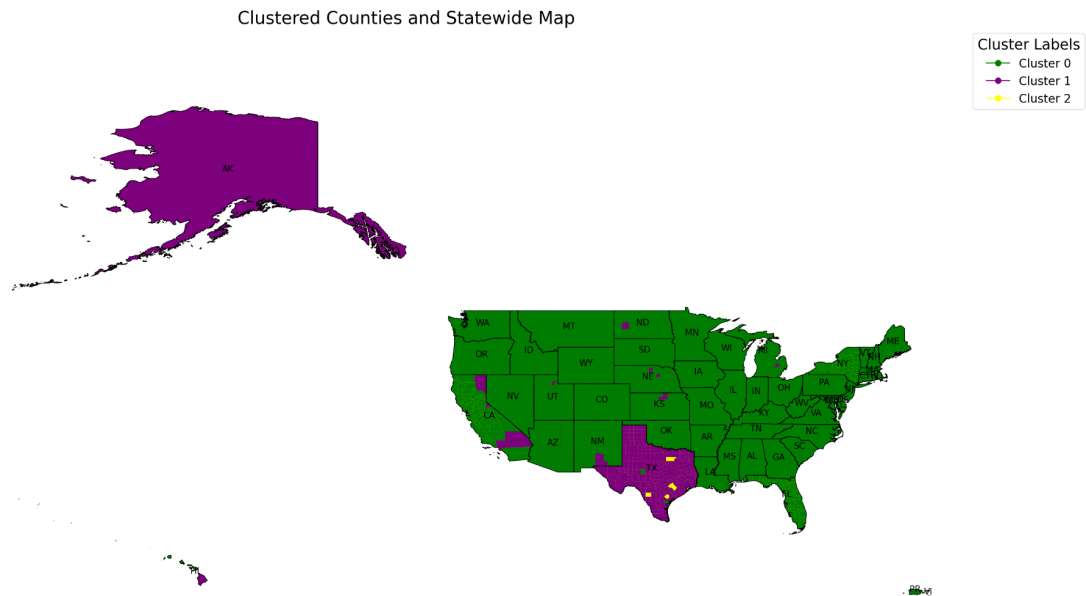 Clustered Counties and Statewide Map
Cluster Labels
Cluster 0
Cluster 1
Cluster 2
AK
WA
MT
ND
MN
ME
OR
ID
WY
SD
WI
MI
NY
NH
MA
NV
UT
CO
NE
IA
IL
IN
OH
PA
CA
KS
MO
KY
WV
VA
AZ
NM
OK
AR
TN
NC
SC
TX
LA
MS
AL
GA
FL
PR